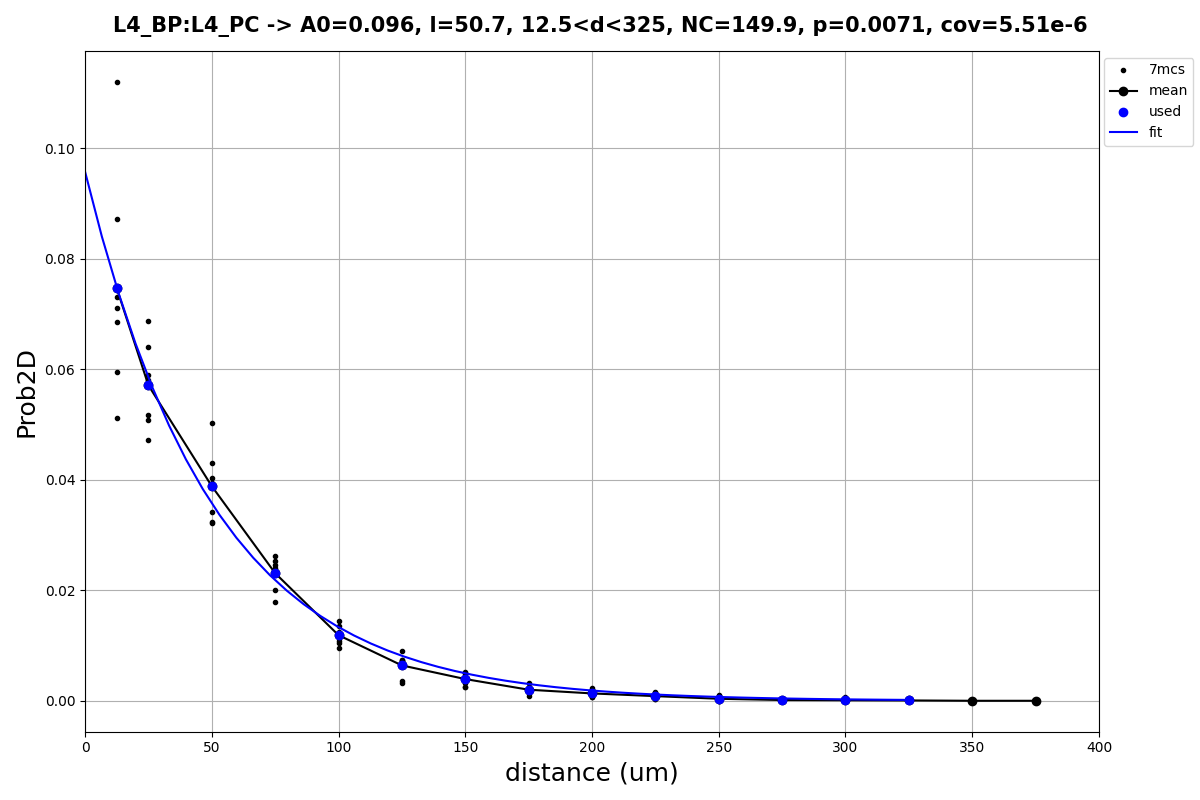 L4_BP:L4_PC -> A0=0.096, l=50.7, 12.5<d<325, NC=149.9, p=0.0071, cov=5.51e-6
7mcs
mean
used
fit
0.10
0.08
0.06
0.04
0.02
0.00
Prob2D
0 50 100 150 200 250 300 350 400
distance (um)